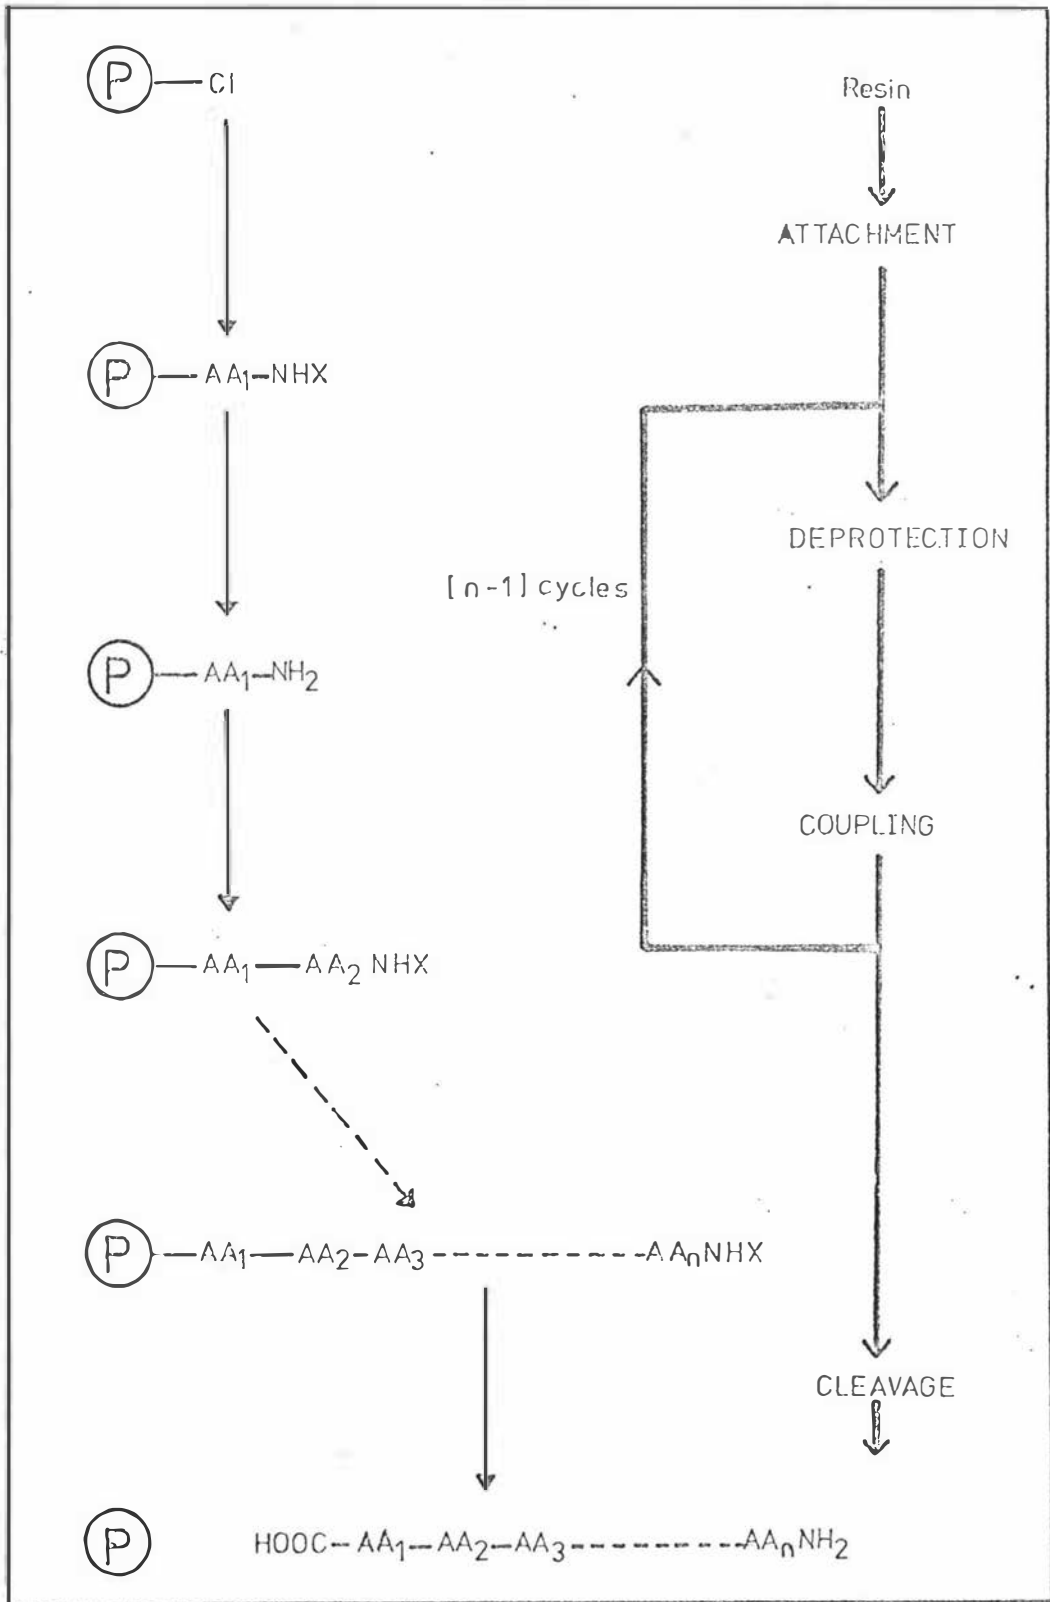 P—Cl
Resin
ATTACHMENT
P—AA₁—NHX
DEPROTECTION
[n-1] cycles
P—AA₁—NH₂
COUPLING
P—AA₁—AA₂ NHX
P—AA₁—AA₂—AA₃-----------AAₙNHX
CLEAVAGE
P HOOC—AA₁—AA₂—AA₃-----------AAₙNH₂